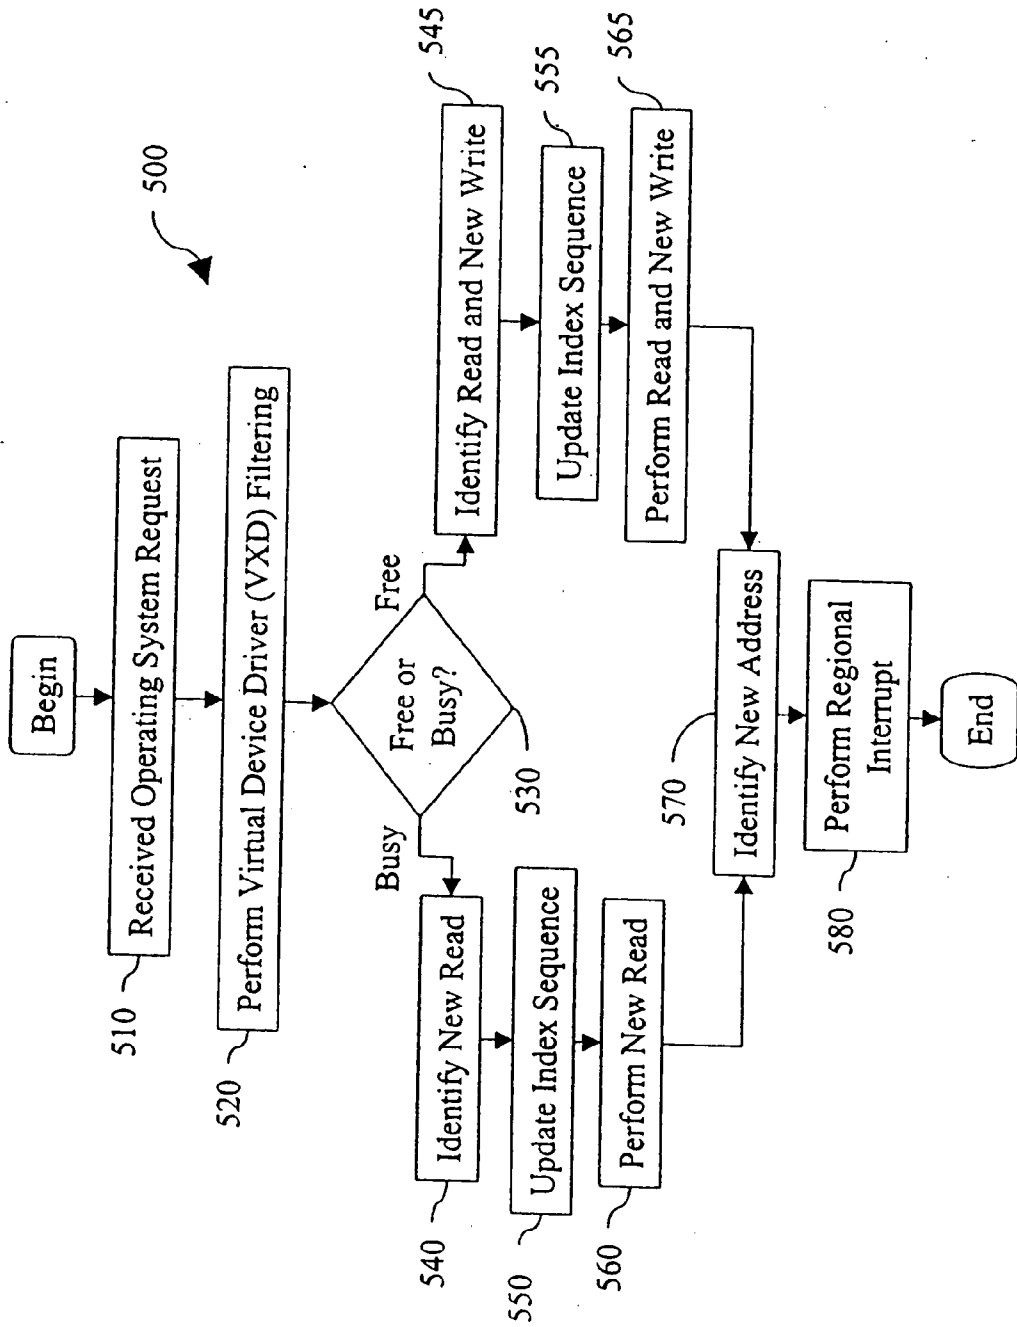 500
Begin
Received Operating System Request
510
Perform Virtual Device Driver (VXD) Filtering
520
Free or
Busy?
530
Busy
Free
Identify New Read
540
Identify Read and New Write
545
Update Index Sequence
550
Update Index Sequence
555
Perform New Read
560
Perform Read and New Write
565
570
Identify New Address
Perform Regional
Interrupt
580
End